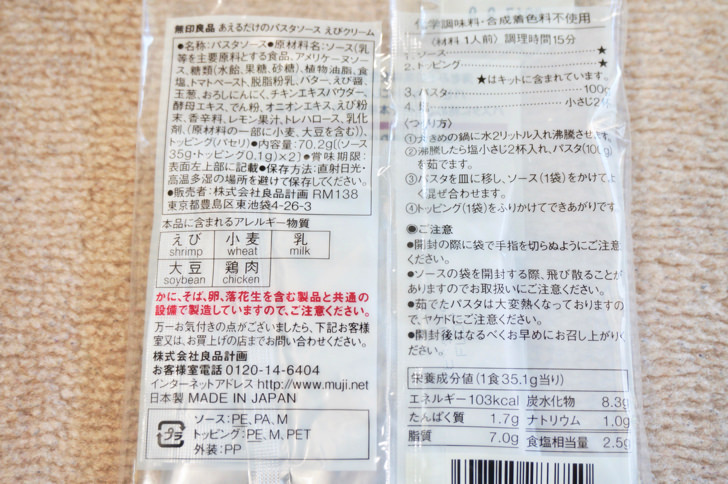 無印良品 あえるだけのパスタソース えびクリーム
●名称:パスタソース●原材料名:ソース(乳
等を主要原料とする食品、アメリケーヌソー
ス、糖類(水飴、果糖、砂糖)、植物油脂、食
塩、トマトペースト、脱脂粉乳、バター、えび醤、
玉葱、おろしにんにく、チキンエキスパウダー、
酵母エキス、でん粉、オニオンエキス、えび粉
末、香辛料、レモン果汁、トレハロース、乳化
剤、(原材料の一部に小麦、大豆を含む))、
トッピング(パセリ)●内容量:70.2g((ソース
35g・トッピング0.1g)×2)●賞味期限:
表面左上部に記載●保存方法:直射日光・
高温多湿の場所を避けて保存してください。
●販売者:株式会社良品計画 RM138
東京都豊島区東池袋4-26-3
本品に含まれるアレルギー物質
えび 小麦 乳
shrimp wheat milk
大豆 鶏肉
soybean chicken
かに、そば、卵、落花生を含む製品と共通の
設備で製造していますので、ご注意ください。
万一お気付きの点がございましたら、下記お客様
室又は、お買上げの店までお問い合わせください。
株式会社良品計画
お客様室電話 0120-14-6404
インターネットアドレス http://www.muji.net
日本製 MADE IN JAPAN
プラ
ソース:PE、PA、M
トッピング:PE、M、PET
外装:PP
化学調味料・合成着色料不使用
〈材料 1人前〉 調理時間15分
1. ソース ★
2. トッピング ★
★はキットに含まれています。
3. パスタ 100g
4. 塩 小さじ2杯
〈つくり方〉
①大きめの鍋に水2リットル入れ沸騰させます。
②沸騰したら塩小さじ2杯入れ、パスタ(100g)
を茹でます。
③パスタを皿に移し、ソース(1袋)をかけてよ
く混ぜ合わせます。
④トッピング(1袋)をふりかけてできあがりです。
●ご注意
●開封の際に袋で手指を切らぬようにご注意
ください。
●ソースの袋を開封する際、飛び散ることが
ありますのでお取扱いにご注意ください。
●茹でたパスタは大変熱くなっておりますの
で、ヤケドにご注意ください。
●開封後はなるべくお早めにお召し上がりく
ださい。
栄養成分値(1食35.1g当り)
エネルギー 103kcal 炭水化物 8.3g
たんぱく質 1.7g ナトリウム 1.0g
脂質 7.0g 食塩相当量 2.5g